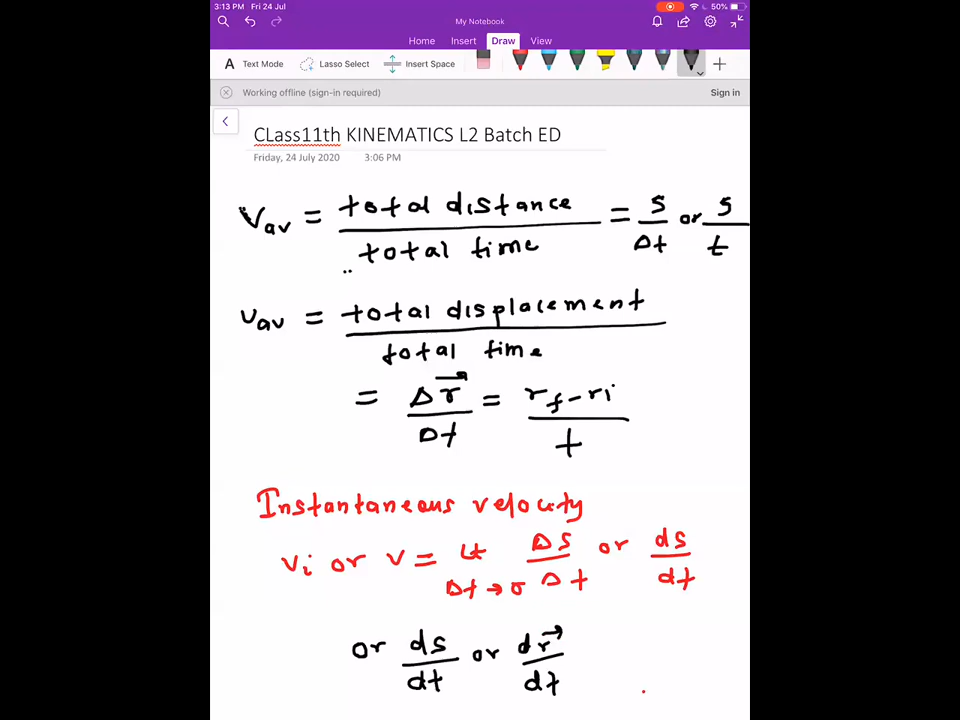 3:13 PM Fri 24 Jul 50%
My Notebook
Home Insert Draw View
A Text Mode Lasso Select Insert Space
Working offline (sign-in required) Sign in
CLass11th KINEMATICS L2 Batch ED
Friday, 24 July 2020 3:06 PM
Vav = total distance / total time = s/Δt or s/t
vav = total displacement / total time
= Δr⃗/Δt = rf-ri/t
Instantaneous velocity
vi or v = Lt Δt→0 Δs/Δt or ds/dt
or ds/dt or dr⃗/dt